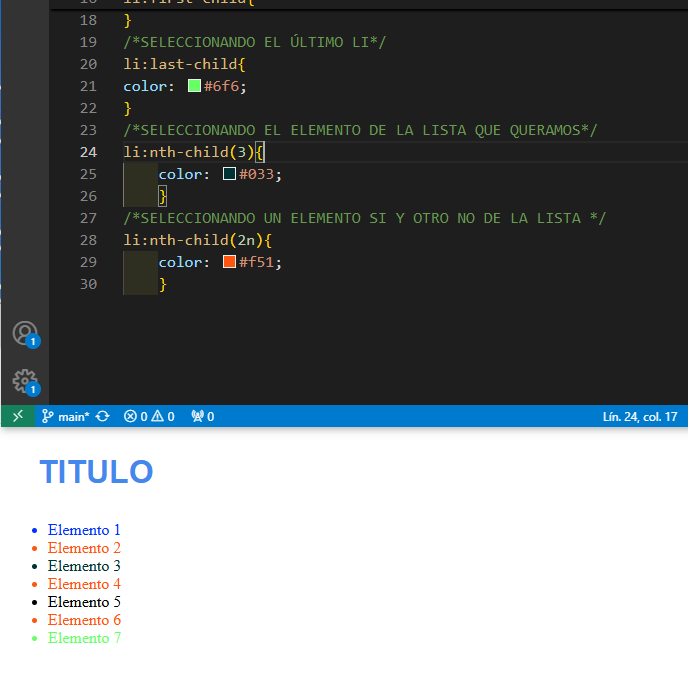 18 }
19 /*SELECCIONANDO EL ÚLTIMO LI*/
20 li:last-child{
21 color: #6f6;
22 }
23 /*SELECCIONANDO EL ELEMENTO DE LA LISTA QUE QUERAMOS*/
24 li:nth-child(3){
25 color: #033;
26 }
27 /*SELECCIONANDO UN ELEMENTO SI Y OTRO NO DE LA LISTA */
28 li:nth-child(2n){
29 color: #f51;
30 }
1
1
main* 0 0 0 Lín. 24, col. 17
TITULO
Elemento 1
Elemento 2
Elemento 3
Elemento 4
Elemento 5
Elemento 6
Elemento 7